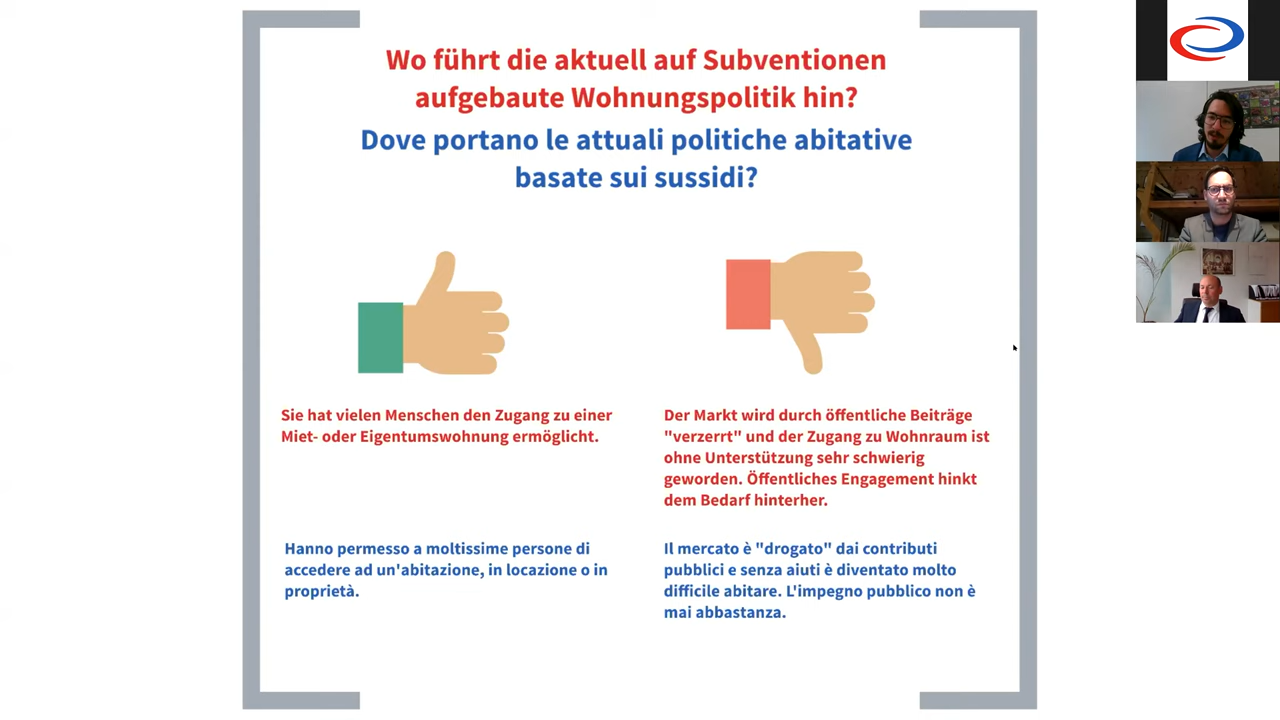 Wo führt die aktuell auf Subventionen
aufgebaute Wohnungspolitik hin?
Dove portano le attuali politiche abitative
basate sui sussidi?
Sie hat vielen Menschen den Zugang zu einer
Miet- oder Eigentumswohnung ermöglicht.
Der Markt wird durch öffentliche Beiträge
"verzerrt" und der Zugang zu Wohnraum ist
ohne Unterstützung sehr schwierig
geworden. Öffentliches Engagement hinkt
dem Bedarf hinterher.
Hanno permesso a moltissime persone di
accedere ad un'abitazione, in locazione o in
proprietà.
Il mercato è "drogato" dai contributi
pubblici e senza aiuti è diventato molto
difficile abitare. L'impegno pubblico non è
mai abbastanza.